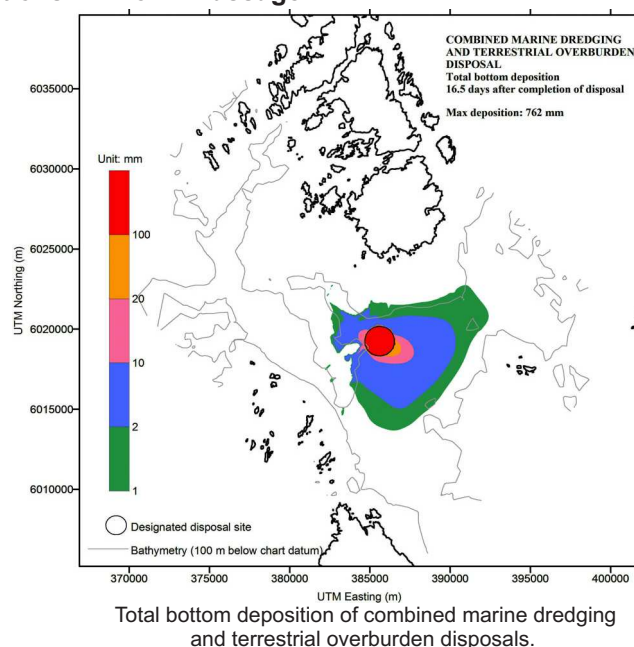 COMBINED MARINE DREDGING
AND TERRESTRIAL OVERBURDEN
DISPOSAL
Total bottom deposition
16.5 days after completion of disposal
Max deposition: 762 mm
6035000
6030000
6025000
6020000
6015000
6010000
UTM Northing (m)
Unit: mm
100
20
10
2
1
Designated disposal site
Bathymetry (100 m below chart datum)
370000 375000 380000 385000 390000 395000 400000
UTM Easting (m)
Total bottom deposition of combined marine dredging
and terrestrial overburden disposals.